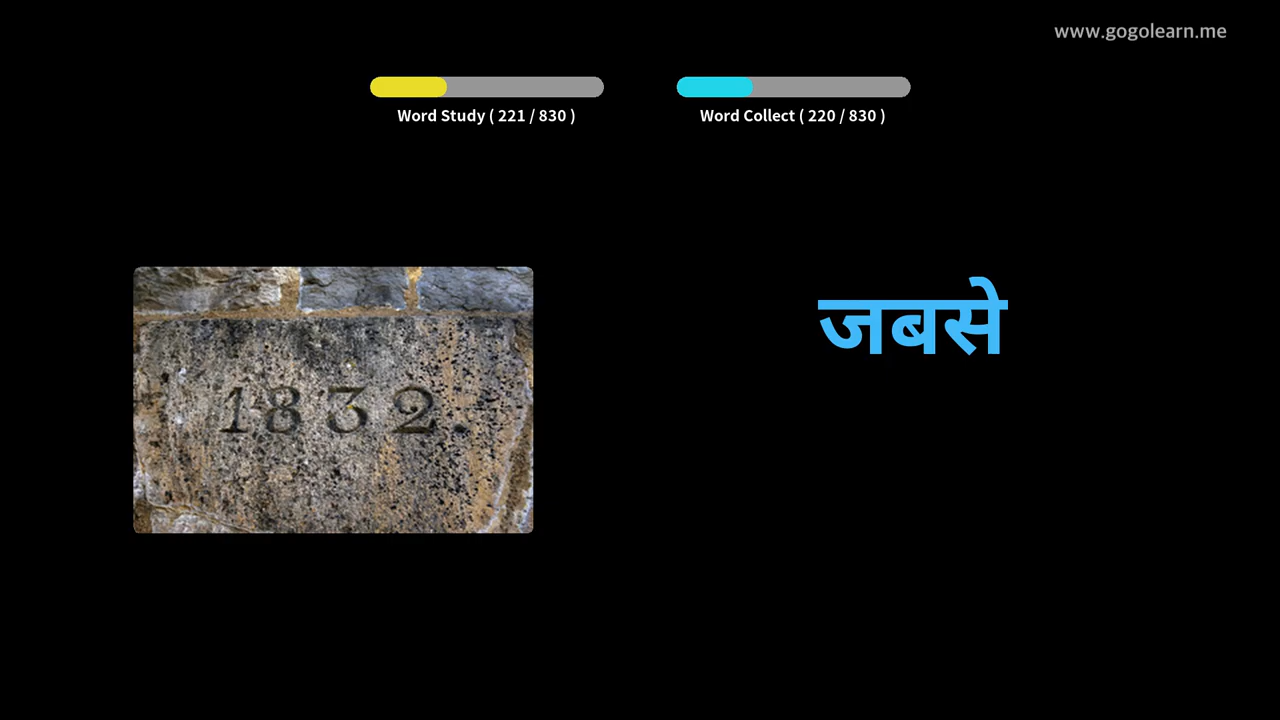 www.gogolearn.me
Word Study ( 221 / 830 )
Word Collect ( 220 / 830 )
1832.
जबसे